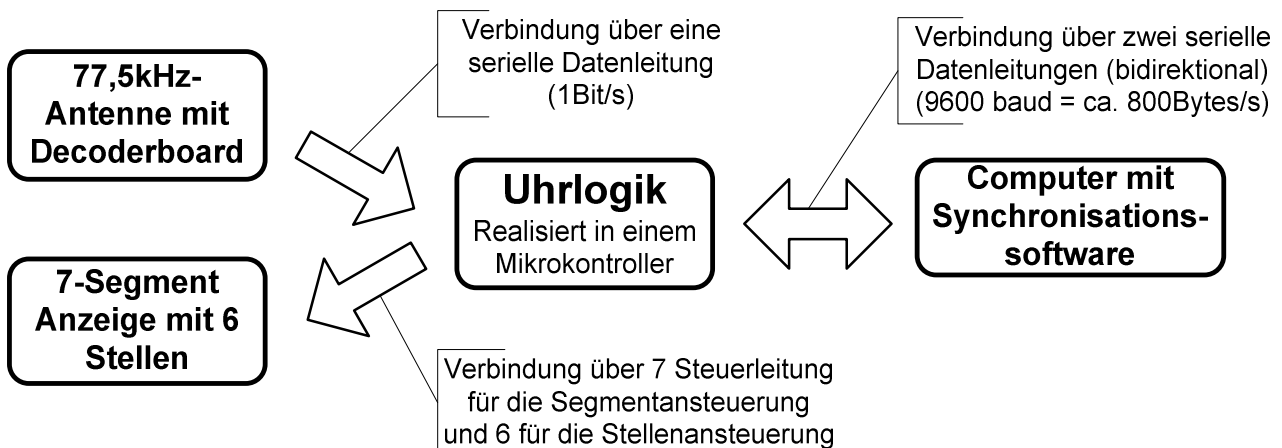 77,5kHz-
Antenne mit
Decoderboard
Verbindung über eine
serielle Datenleitung
(1Bit/s)
Verbindung über zwei serielle
Datenleitungen (bidirektional)
(9600 baud = ca. 800Bytes/s)
Uhrlogik
Realisiert in einem
Mikrokontroller
Computer mit
Synchronisations-
software
7-Segment
Anzeige mit 6
Stellen
Verbindung über 7 Steuerleitung
für die Segmentansteuerung
und 6 für die Stellenansteuerung